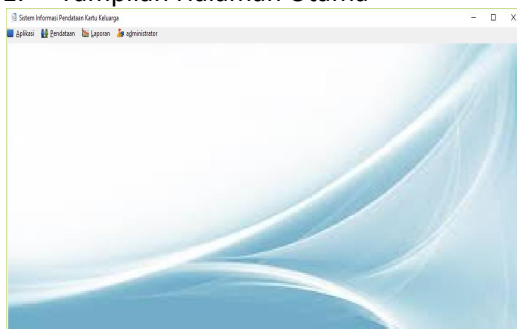 Tampilan Halaman Utama
Sistem Informasi Pendataan Kartu Keluarga
Aplikasi Pendataan Laporan administrator